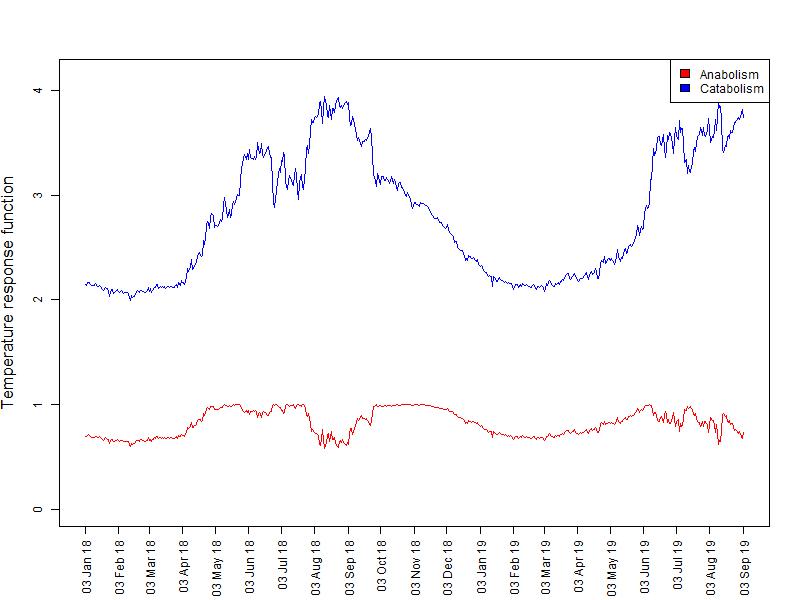 Anabolism
Catabolism
Temperature response function
4
3
2
1
0
03 Jan 18
03 Feb 18
03 Mar 18
03 Apr 18
03 May 18
03 Jun 18
03 Jul 18
03 Aug 18
03 Sep 18
03 Oct 18
03 Nov 18
03 Dec 18
03 Jan 19
03 Feb 19
03 Mar 19
03 Apr 19
03 May 19
03 Jun 19
03 Jul 19
03 Aug 19
03 Sep 19